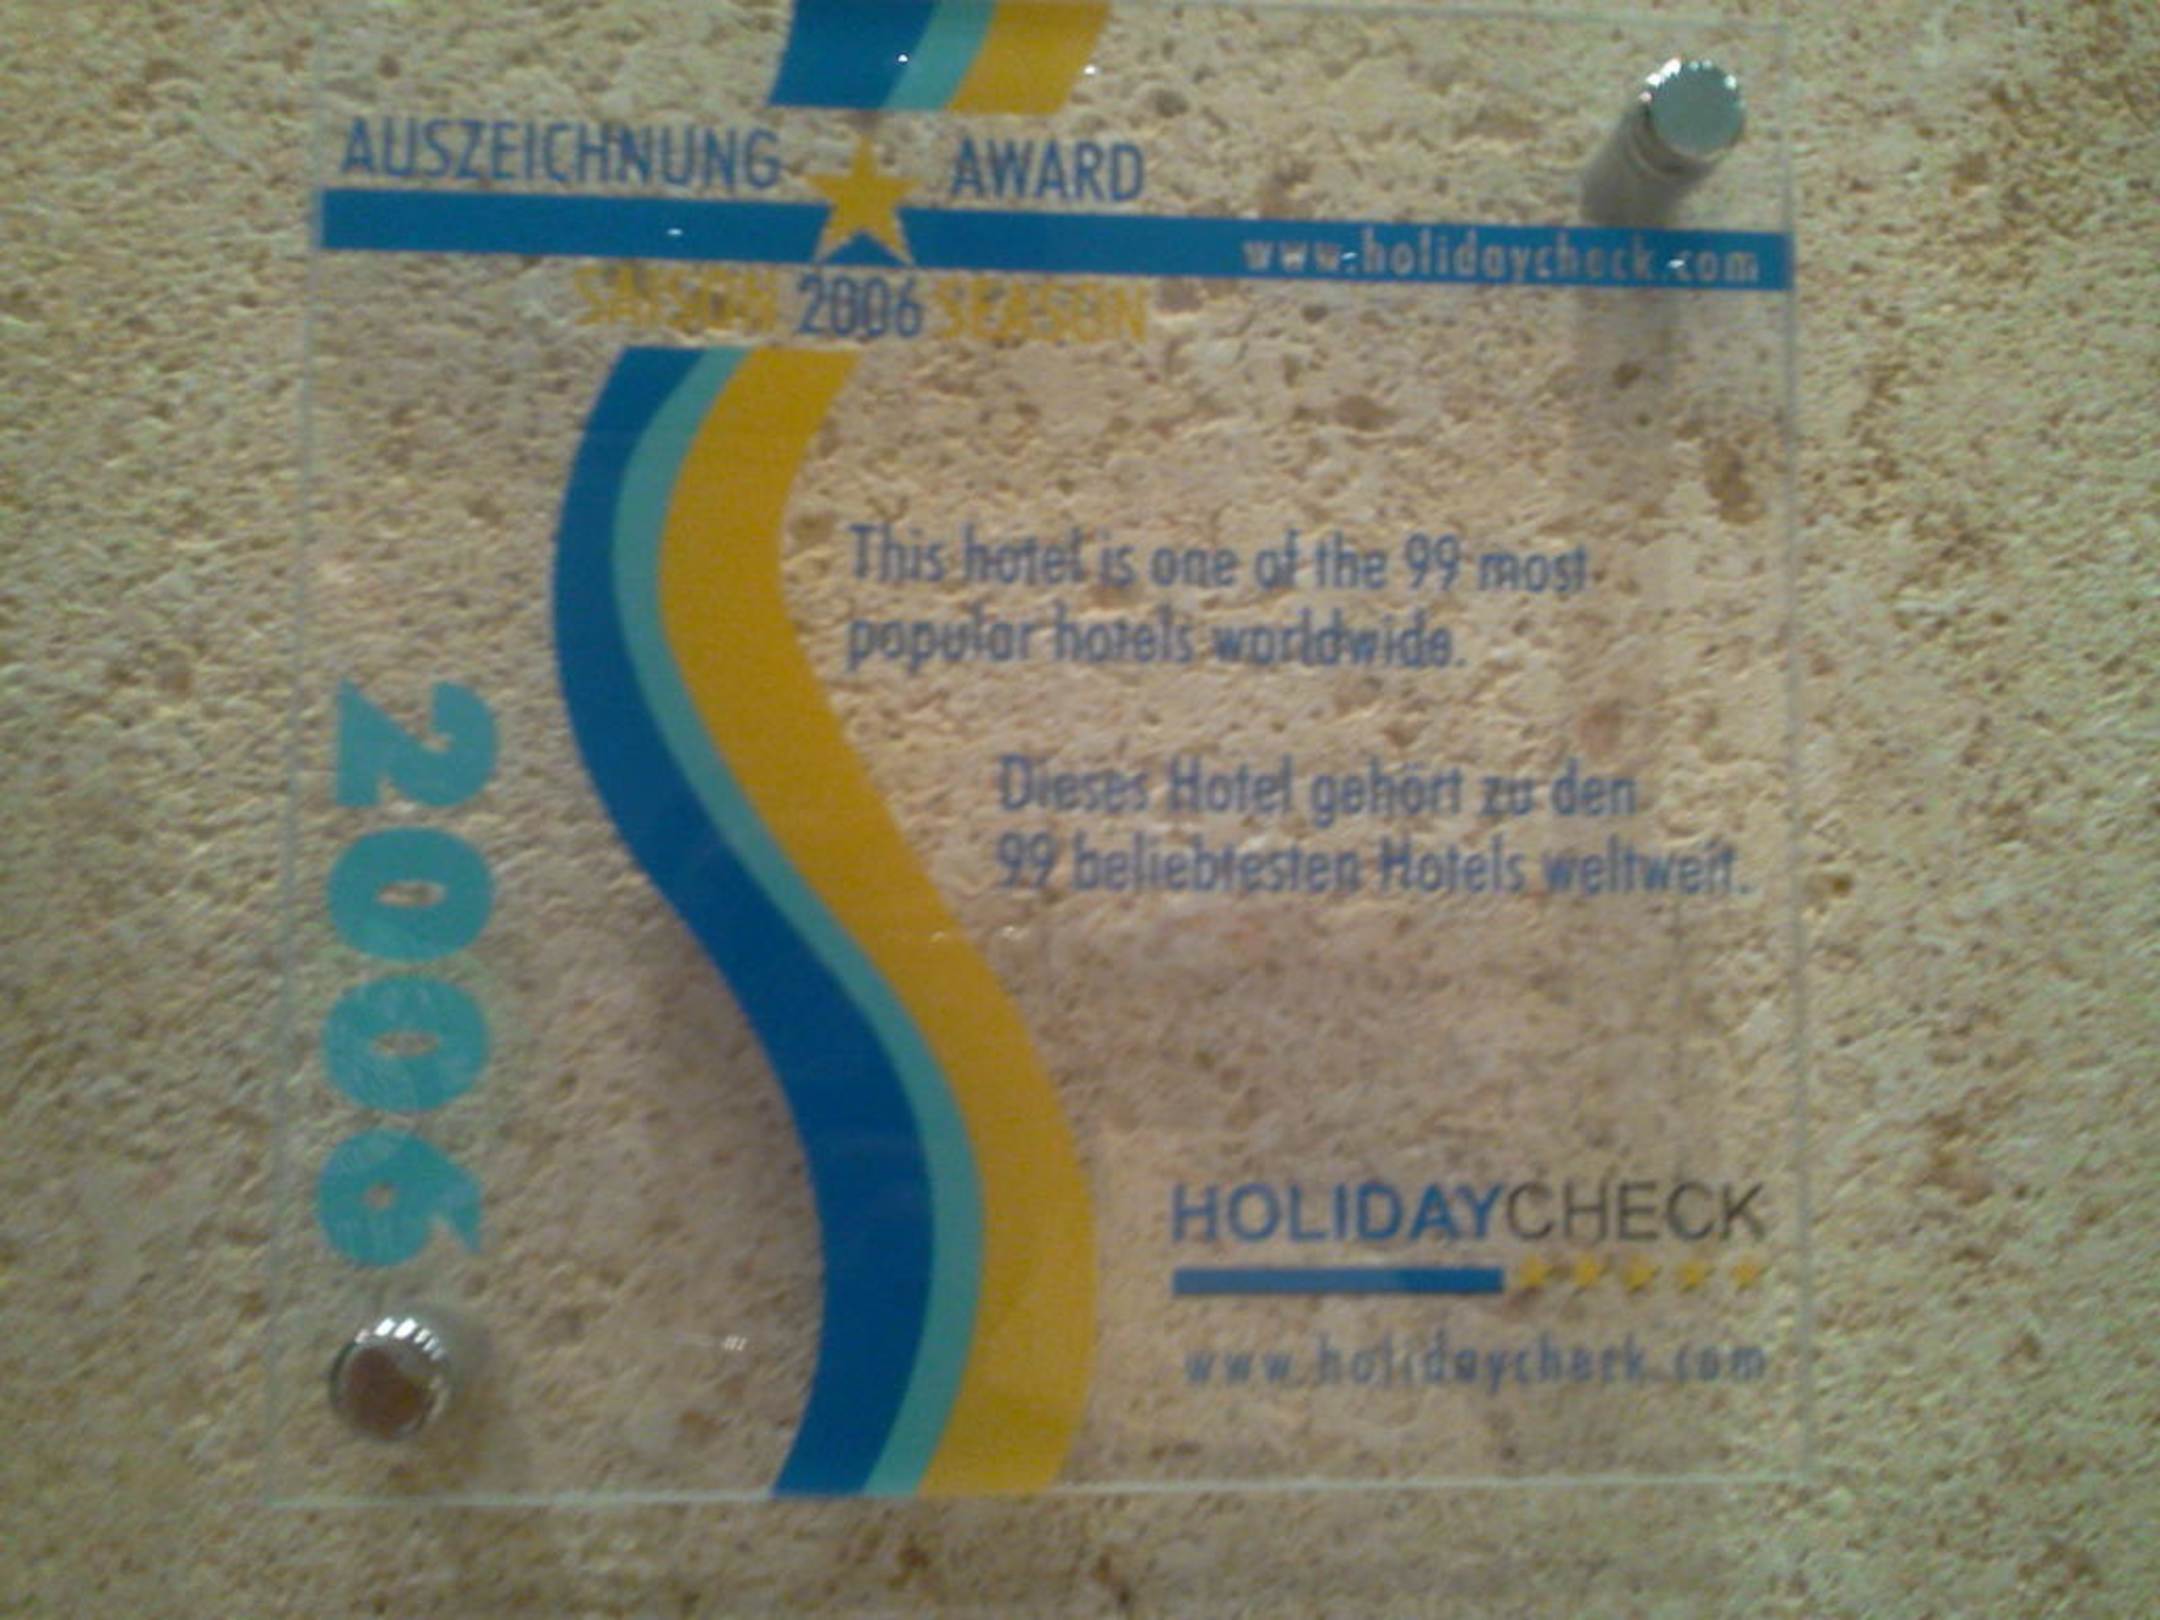 AUSZEICHNUNG AWARD
www.holidaycheck.com
SAISON 2006 SEASON
This hotel is one of the 99 most
popular hotels worldwide.
Dieses Hotel gehört zu den
99 beliebtesten Hotels weltweit.
2006
HOLIDAYCHECK
www.holidaycheck.com